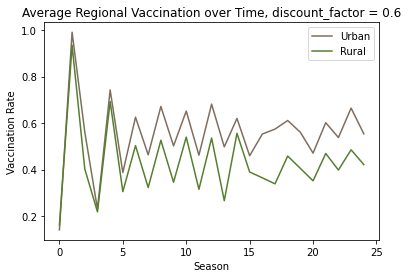 Average Regional Vaccination over Time, discount_factor = 0.6
Urban
Rural
Vaccination Rate
1.0
0.8
0.6
0.4
0.2
0 5 10 15 20 25
Season